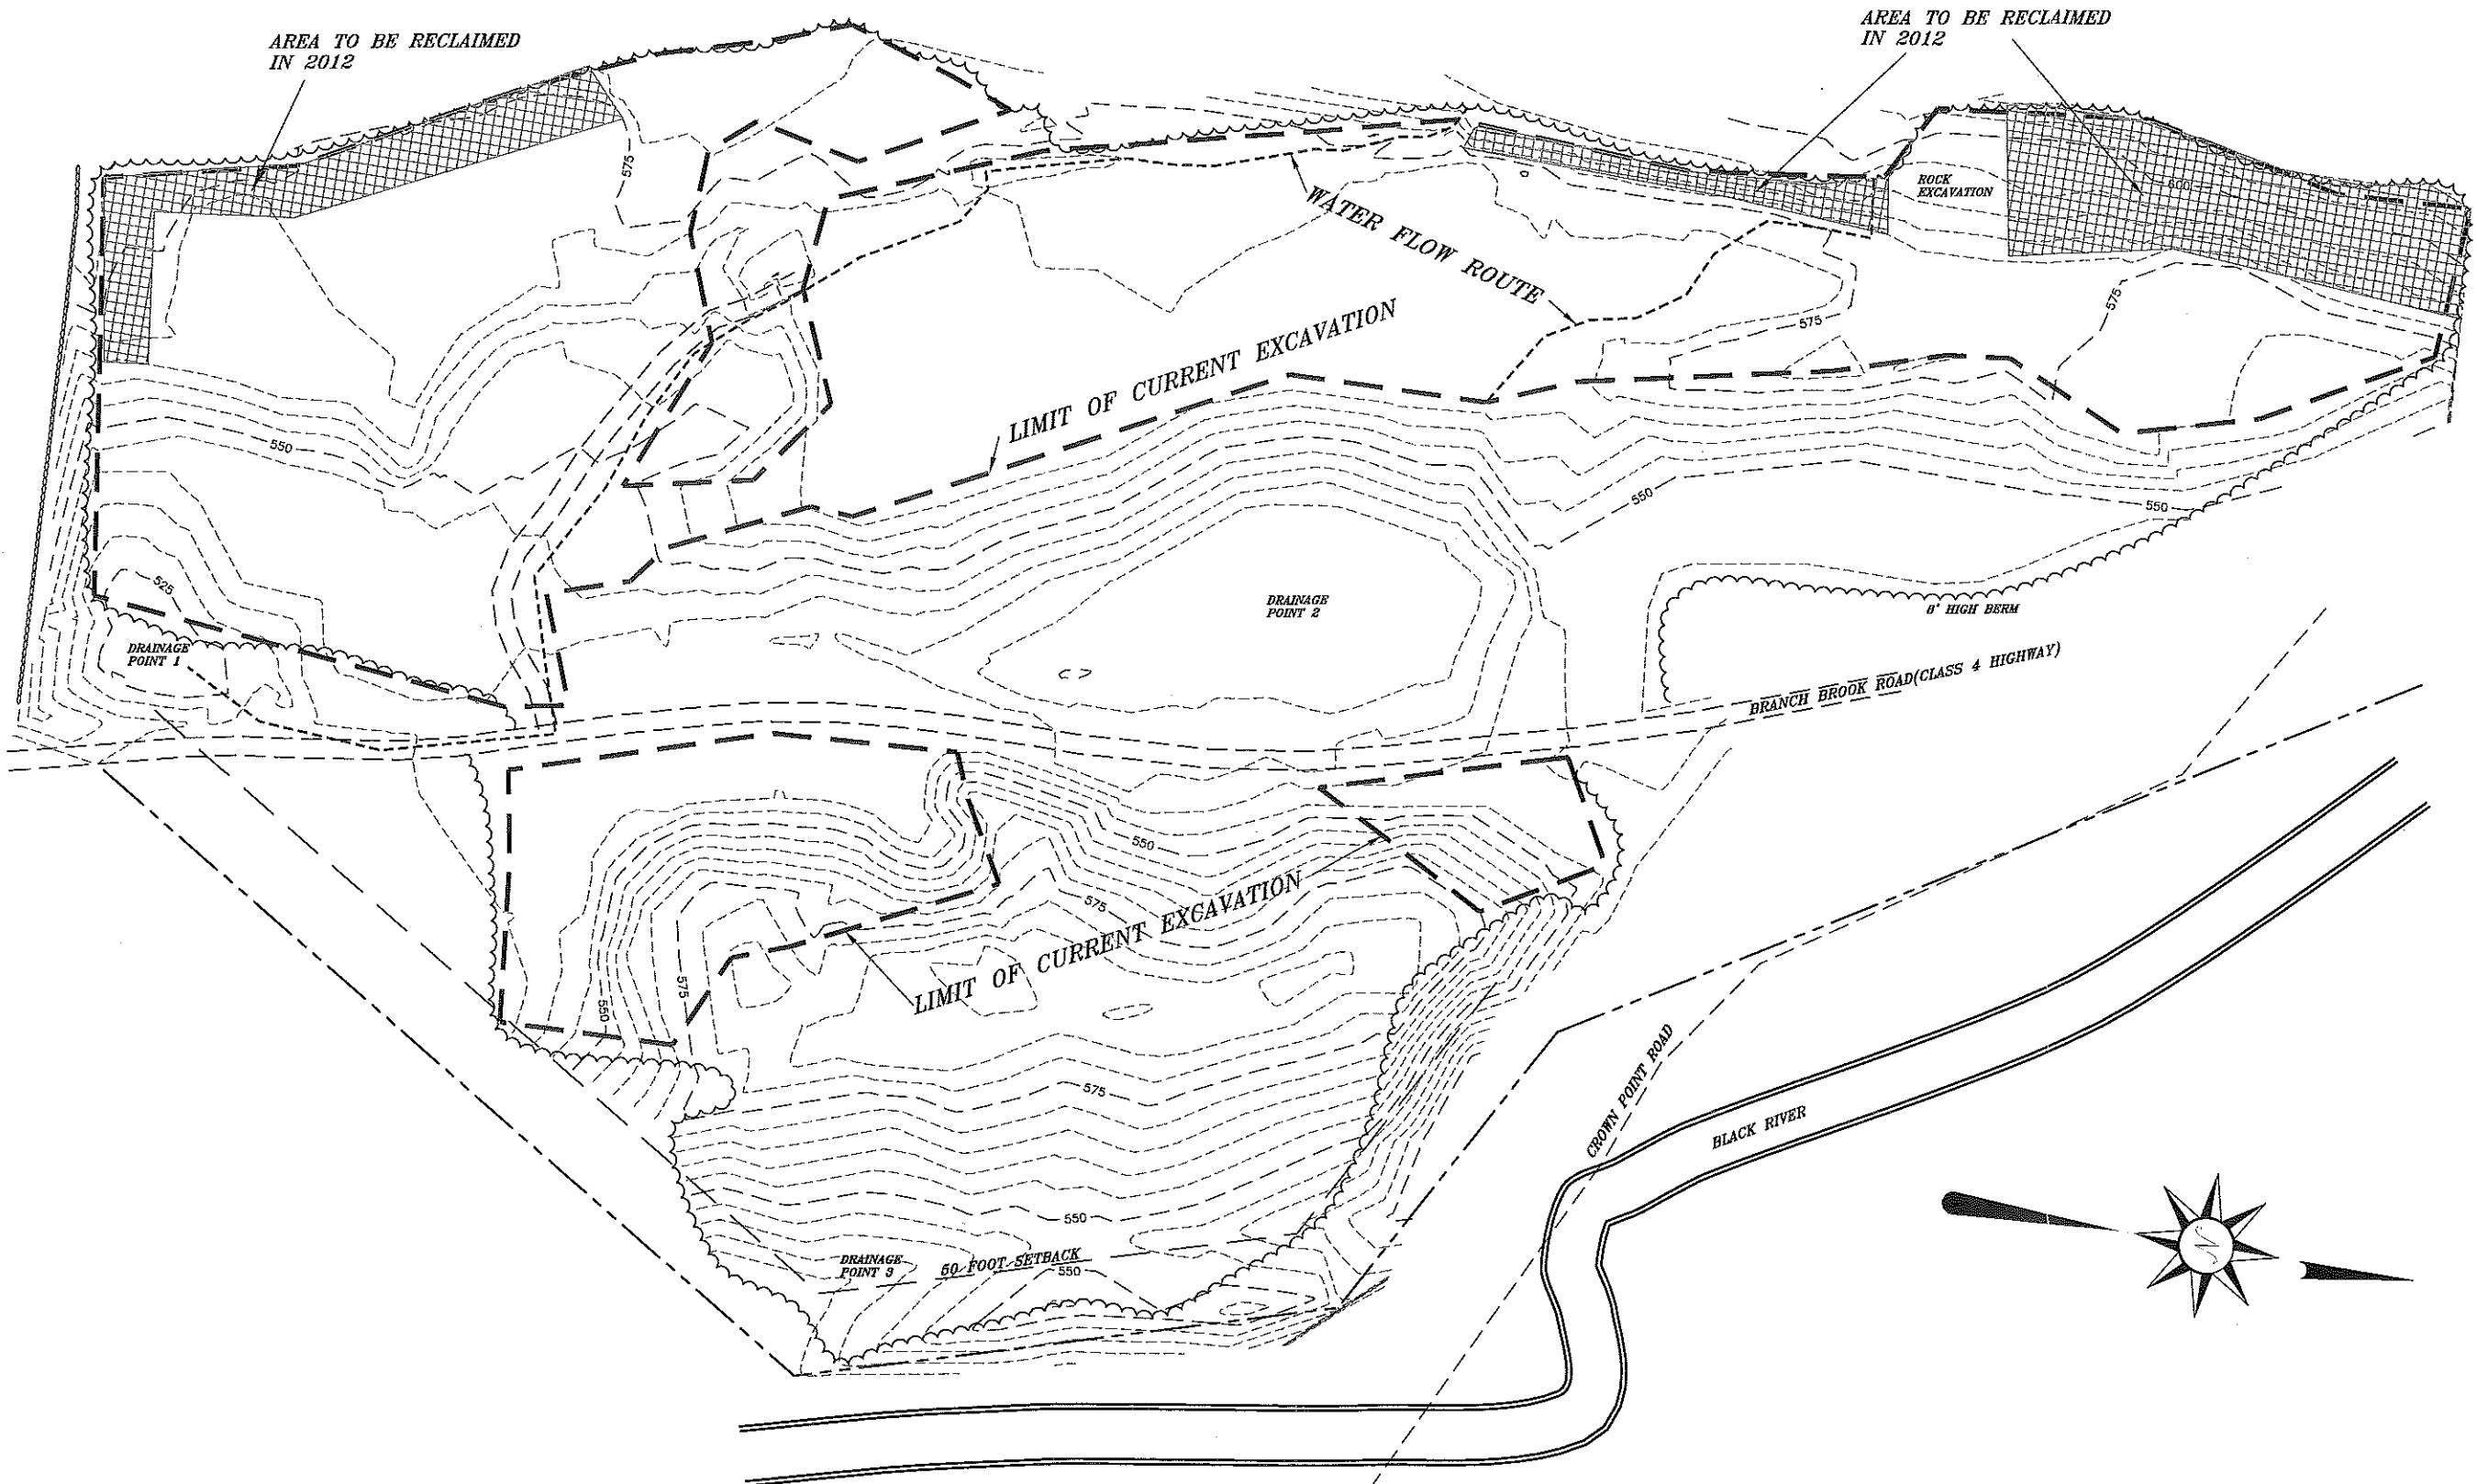 AREA TO BE RECLAIMED
IN 2012
AREA TO BE RECLAIMED
IN 2012
575
ROCK
EXCAVATION
600
WATER FLOW ROUTE
575
575
LIMIT OF CURRENT EXCAVATION
550
550
550
525
DRAINAGE
POINT 1
DRAINAGE
POINT 2
8' HIGH BERM
BRANCH BROOK ROAD(CLASS 4 HIGHWAY)
550
575
LIMIT OF CURRENT EXCAVATION
575
550
575
CROWN POINT ROAD
BLACK RIVER
550
DRAINAGE
POINT 3
50 FOOT SETBACK
550
N